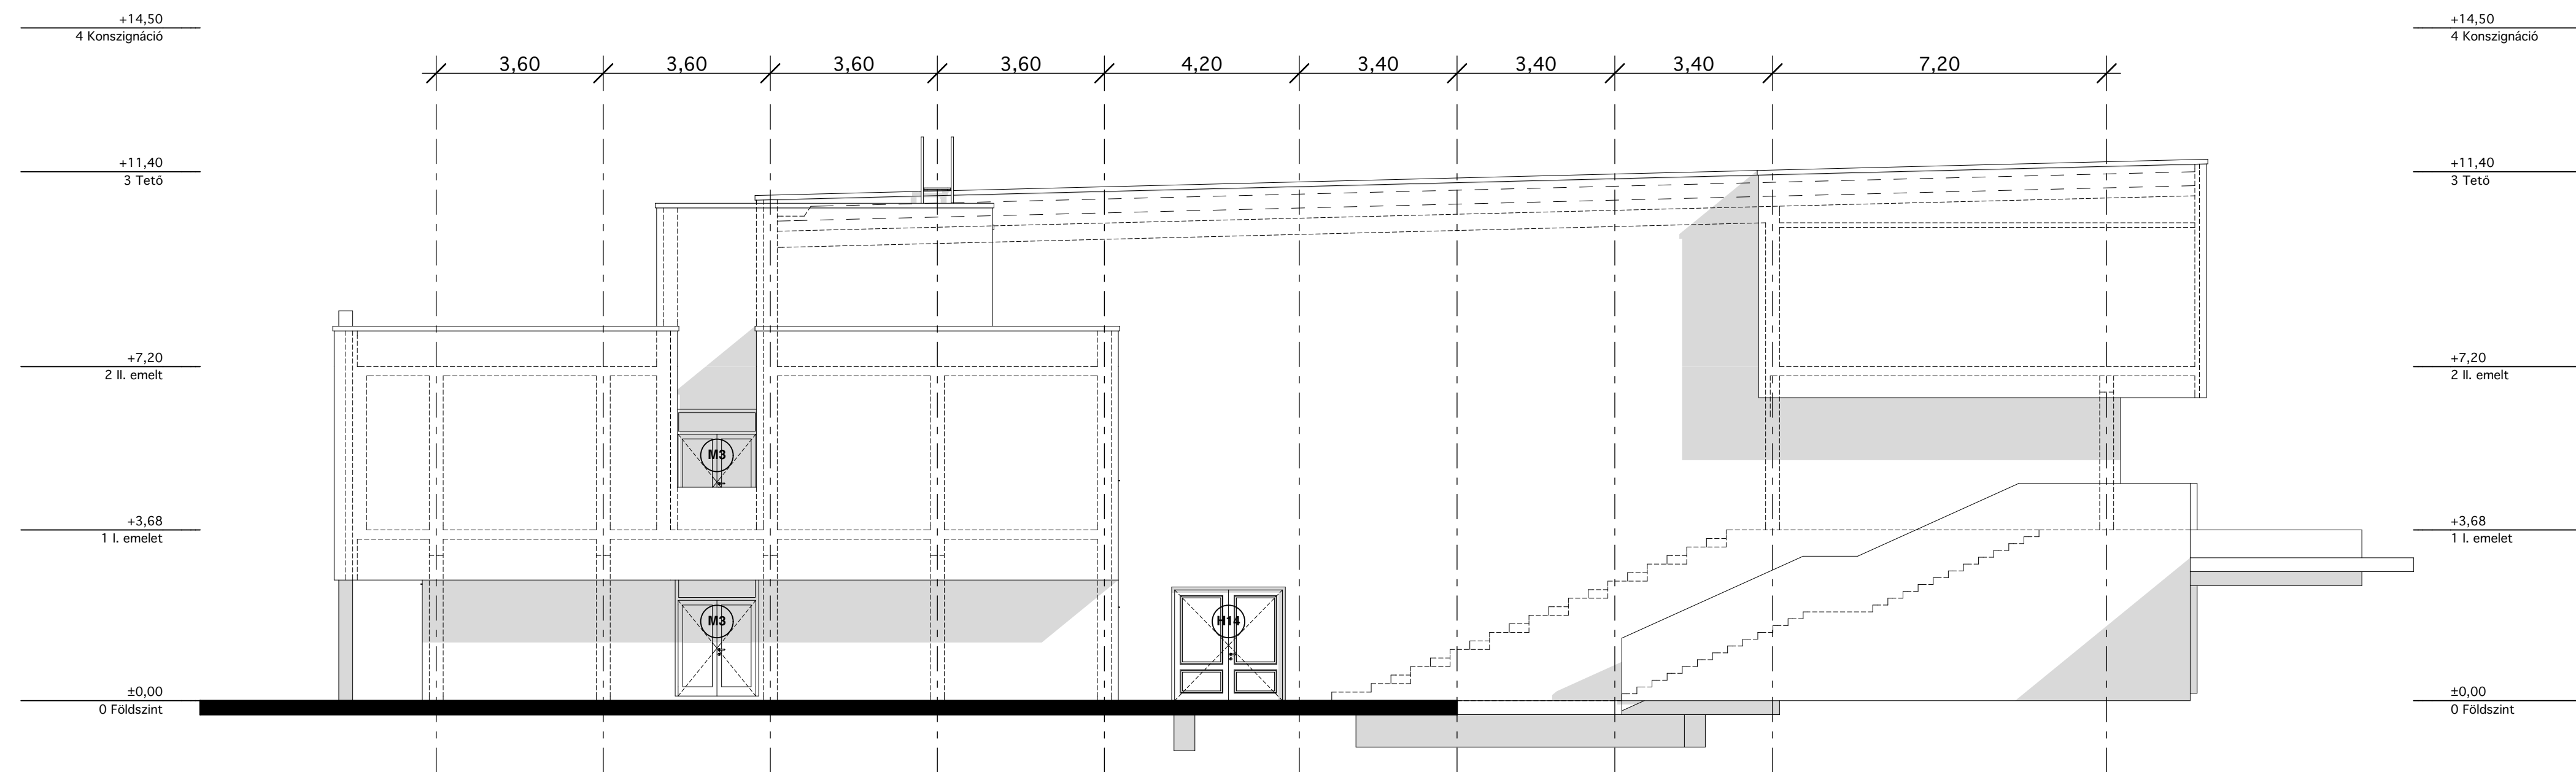 +14,50
4 Konszignáció
+14,50
4 Konszignáció
3,60
3,60
3,60
3,60
4,20
3,40
3,40
3,40
7,20
+11,40
3 Tető
+11,40
3 Tető
+7,20
2 II. emelt
+7,20
2 II. emelt
M3
+3,68
1 I. emelet
+3,68
1 I. emelet
M3
H14
±0,00
0 Földszint
±0,00
0 Földszint